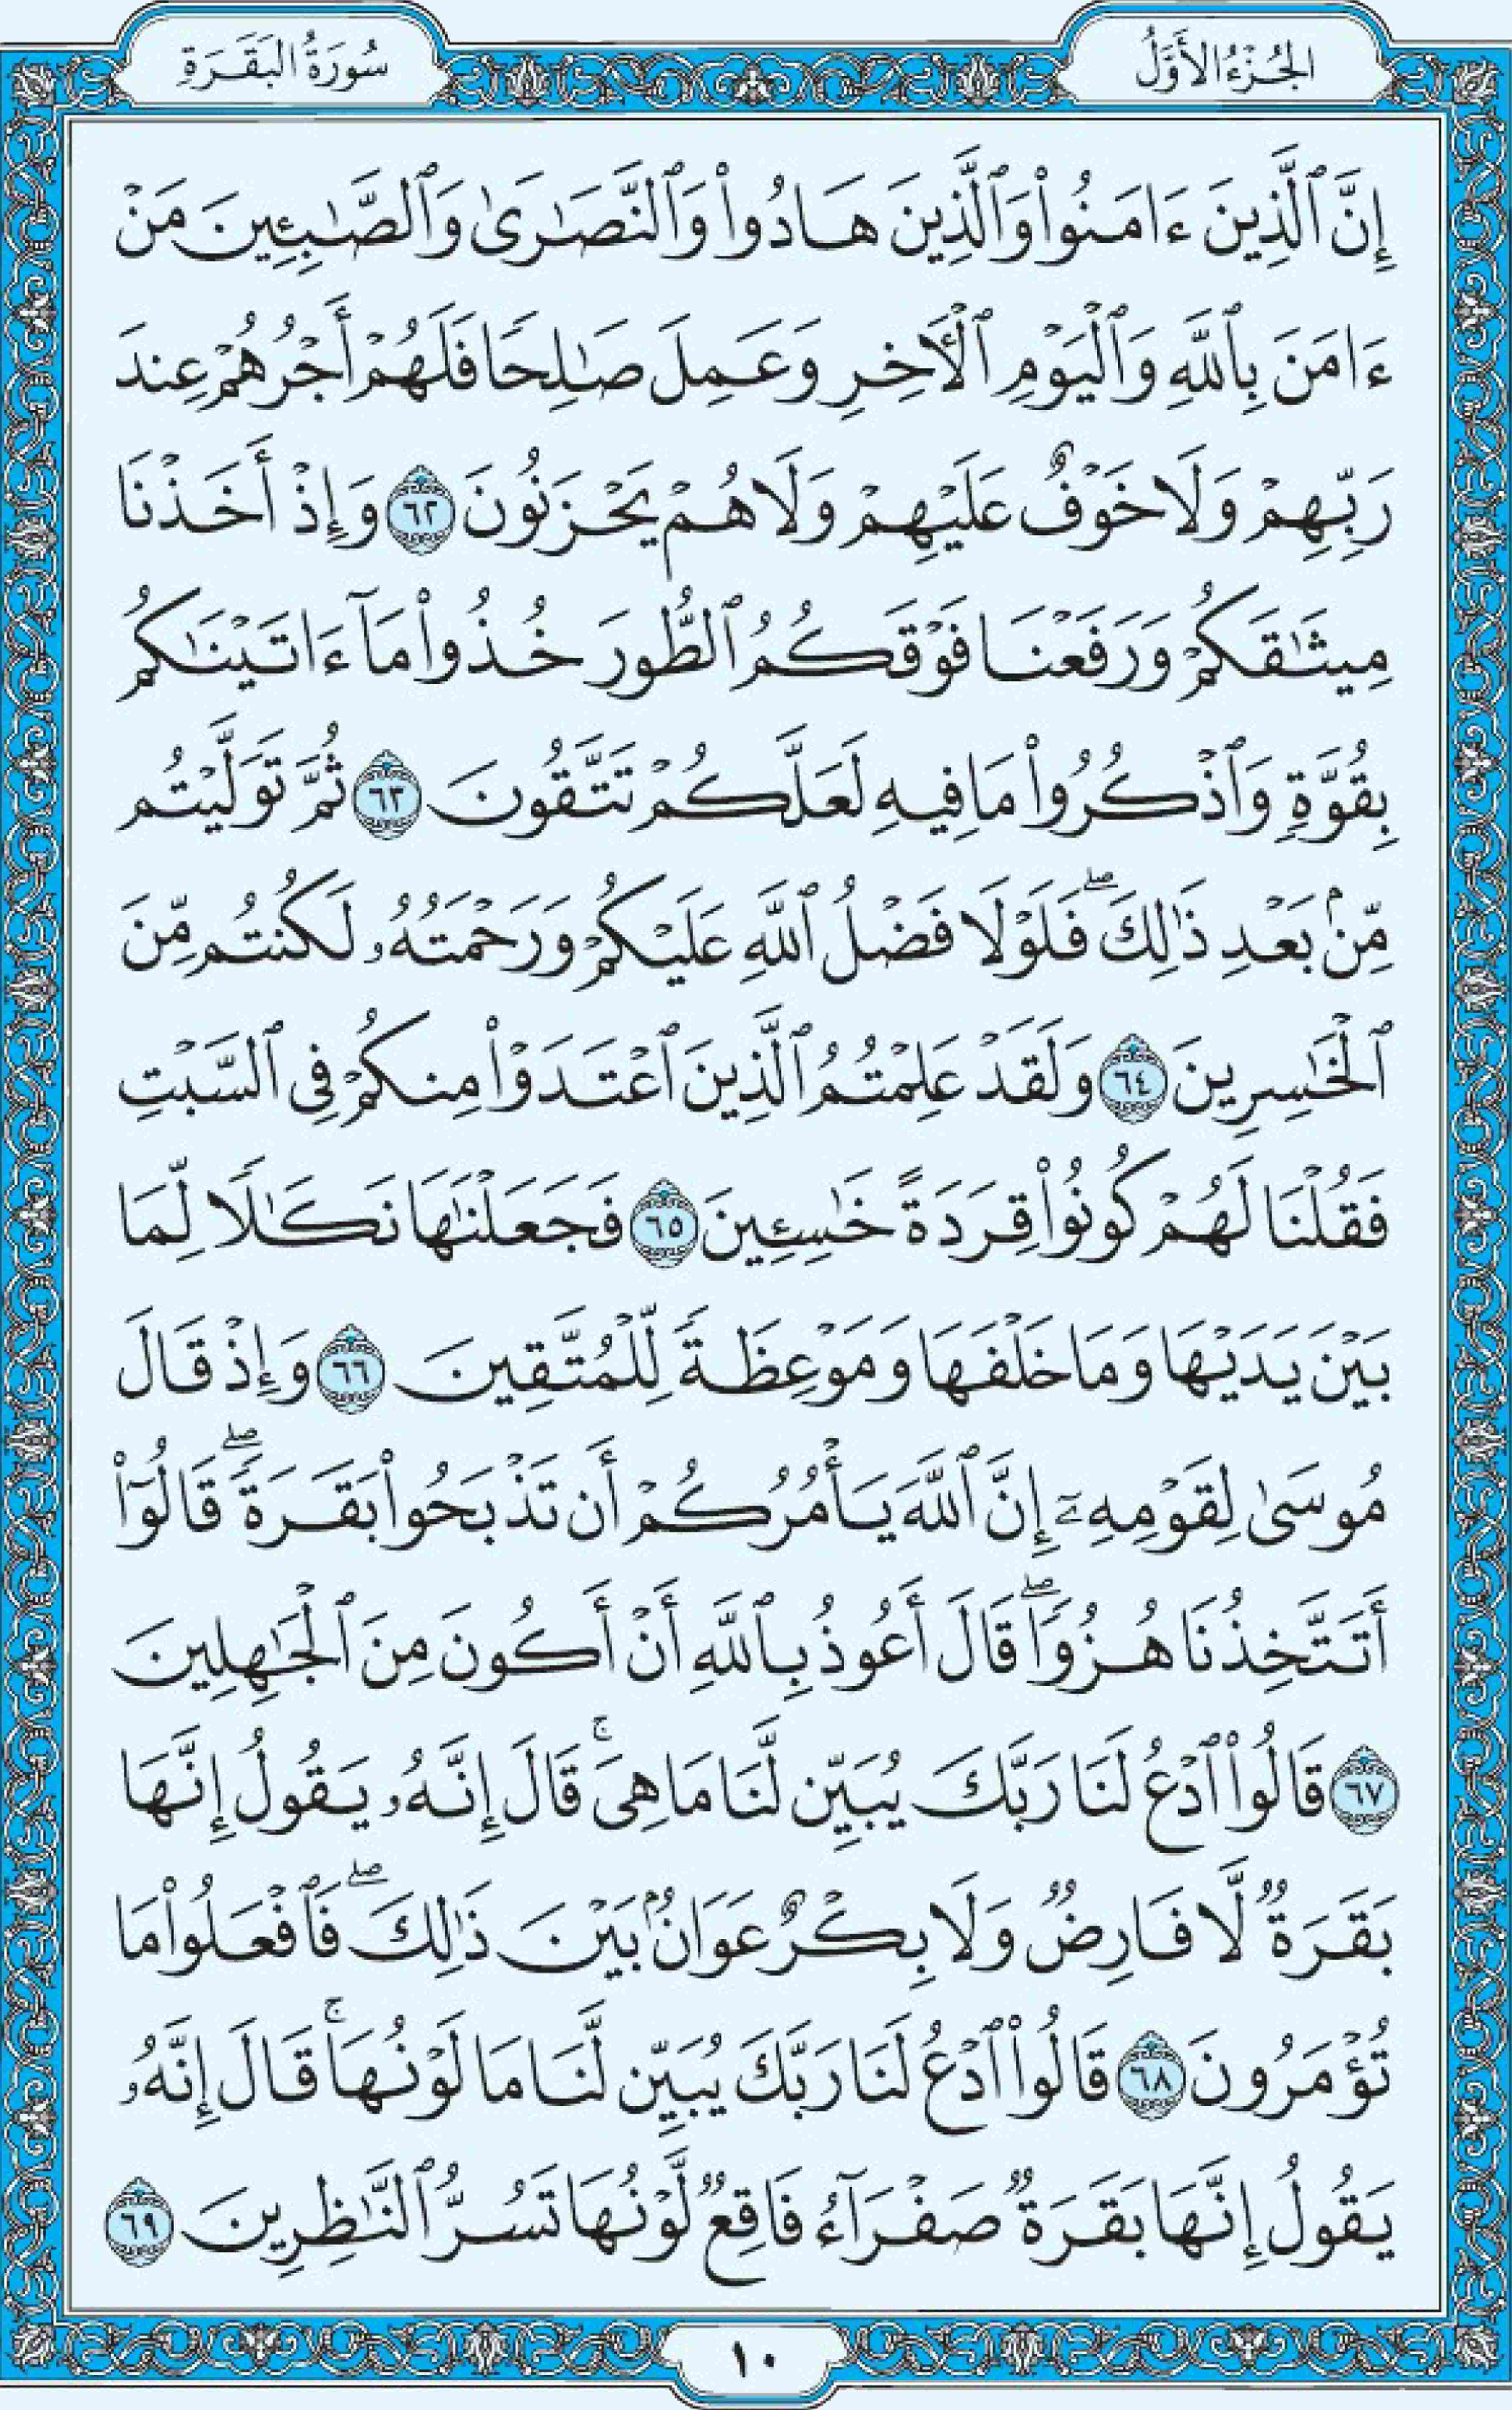 الجُزْءُ الأَوَّلُ
سُورَةُ البَقَرَةِ
إِنَّ ٱلَّذِينَ ءَامَنُوا۟ وَٱلَّذِينَ هَادُوا۟ وَٱلنَّصَـٰرَىٰ وَٱلصَّـٰبِـِٔينَ مَنْ
ءَامَنَ بِٱللَّهِ وَٱلْيَوْمِ ٱلْـَٔاخِرِ وَعَمِلَ صَـٰلِحًا فَلَهُمْ أَجْرُهُمْ عِندَ
رَبِّهِمْ وَلَا خَوْفٌ عَلَيْهِمْ وَلَا هُمْ يَحْزَنُونَ ٦٢ وَإِذْ أَخَذْنَا
مِيثَـٰقَكُمْ وَرَفَعْنَا فَوْقَكُمُ ٱلطُّورَ خُذُوا۟ مَآ ءَاتَيْنَـٰكُم
بِقُوَّةٍ وَٱذْكُرُوا۟ مَا فِيهِ لَعَلَّكُمْ تَتَّقُونَ ٦٣ ثُمَّ تَوَلَّيْتُم
مِّنۢ بَعْدِ ذَٰلِكَ ۖ فَلَوْلَا فَضْلُ ٱللَّهِ عَلَيْكُمْ وَرَحْمَتُهُۥ لَكُنتُم مِّنَ
ٱلْخَـٰسِرِينَ ٦٤ وَلَقَدْ عَلِمْتُمُ ٱلَّذِينَ ٱعْتَدَوْا۟ مِنكُمْ فِى ٱلسَّبْتِ
فَقُلْنَا لَهُمْ كُونُوا۟ قِرَدَةً خَـٰسِـِٔينَ ٦٥ فَجَعَلْنَـٰهَا نَكَـٰلًا لِّمَا
بَيْنَ يَدَيْهَا وَمَا خَلْفَهَا وَمَوْعِظَةً لِّلْمُتَّقِينَ ٦٦ وَإِذْ قَالَ
مُوسَىٰ لِقَوْمِهِۦٓ إِنَّ ٱللَّهَ يَأْمُرُكُمْ أَن تَذْبَحُوا۟ بَقَرَةً ۖ قَالُوٓا۟
أَتَتَّخِذُنَا هُزُوًا ۖ قَالَ أَعُوذُ بِٱللَّهِ أَنْ أَكُونَ مِنَ ٱلْجَـٰهِلِينَ
٦٧ قَالُوا۟ ٱدْعُ لَنَا رَبَّكَ يُبَيِّن لَّنَا مَا هِىَ ۚ قَالَ إِنَّهُۥ يَقُولُ إِنَّهَا
بَقَرَةٌ لَّا فَارِضٌ وَلَا بِكْرٌ عَوَانٌۢ بَيْنَ ذَٰلِكَ ۖ فَٱفْعَلُوا۟ مَا
تُؤْمَرُونَ ٦٨ قَالُوا۟ ٱدْعُ لَنَا رَبَّكَ يُبَيِّن لَّنَا مَا لَوْنُهَا ۚ قَالَ إِنَّهُۥ
يَقُولُ إِنَّهَا بَقَرَةٌ صَفْرَآءُ فَاقِعٌ لَّوْنُهَا تَسُرُّ ٱلنَّـٰظِرِينَ ٦٩
١٠